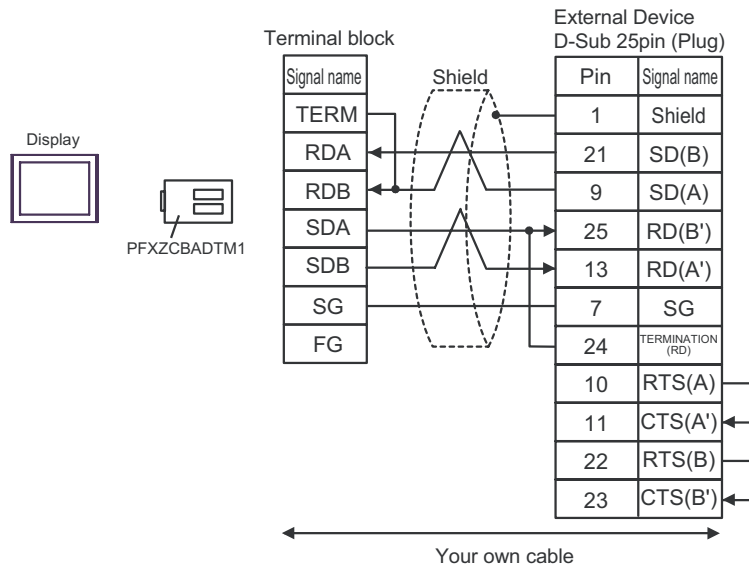 External Device
D-Sub 25pin (Plug)
Terminal block
Signal name
Shield
Pin
Signal name
TERM
1
Shield
Display
RDA
21
SD(B)
RDB
9
SD(A)
PFXZCBADTM1
SDA
25
RD(B')
SDB
13
RD(A')
SG
7
SG
FG
24
TERMINATION
(RD)
10
RTS(A)
11
CTS(A')
22
RTS(B)
23
CTS(B')
Your own cable